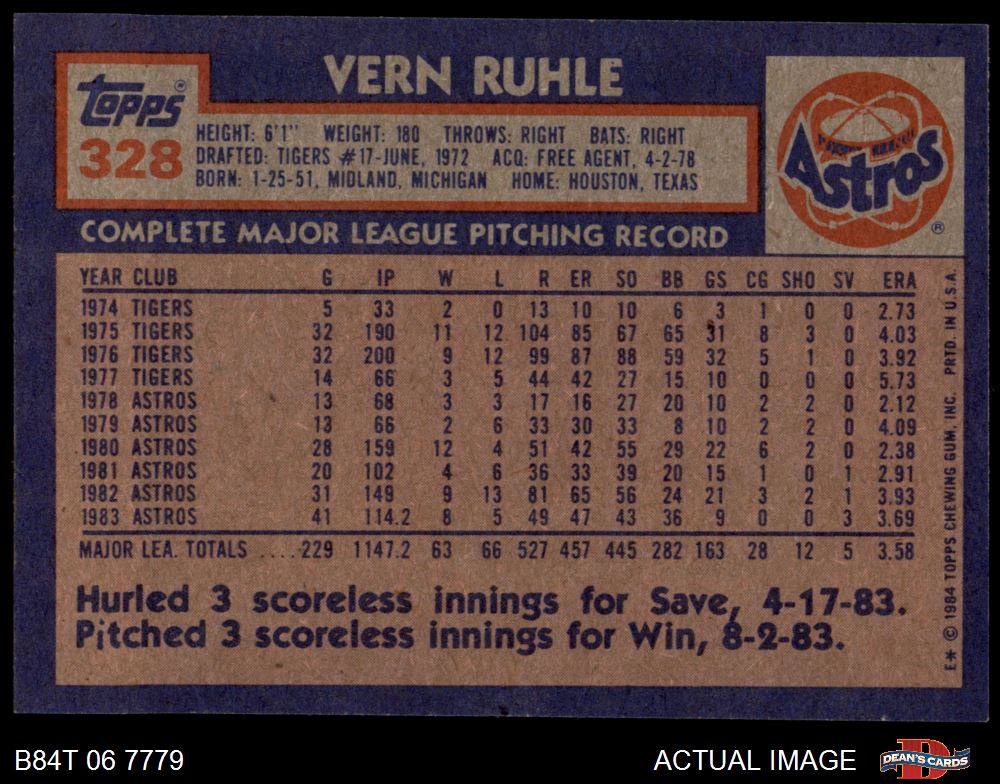 VERN RUHLE
Topps®
328
HEIGHT: 6'1" WEIGHT: 180 THROWS: RIGHT BATS: RIGHT
DRAFTED: TIGERS #17-JUNE, 1972 ACQ: FREE AGENT, 4-2-78
BORN: 1-25-51, MIDLAND, MICHIGAN HOME: HOUSTON, TEXAS
Astros
®
COMPLETE MAJOR LEAGUE PITCHING RECORD
YEAR CLUB G IP W L R ER SO BB GS CG SHO SV ERA
1974 TIGERS 5 33 2 0 13 10 10 6 3 1 0 0 2.73
1975 TIGERS 32 190 11 12 104 85 67 65 31 8 3 0 4.03
1976 TIGERS 32 200 9 12 99 87 88 59 32 5 1 0 3.92
1977 TIGERS 14 66 3 5 44 42 27 15 10 0 0 0 5.73
1978 ASTROS 13 68 3 3 17 16 27 20 10 2 2 0 2.12
1979 ASTROS 13 66 2 6 33 30 33 8 10 2 2 0 4.09
1980 ASTROS 28 159 12 4 51 42 55 29 22 6 2 0 2.38
1981 ASTROS 20 102 4 6 36 33 39 20 15 1 0 1 2.91
1982 ASTROS 31 149 9 13 81 65 56 24 21 3 2 1 3.93
1983 ASTROS 41 114.2 8 5 49 47 43 36 9 0 0 3 3.69
MAJOR LEA. TOTALS ....229 1147.2 63 66 527 457 445 282 163 28 12 5 3.58
Hurled 3 scoreless innings for Save, 4-17-83.
Pitched 3 scoreless innings for Win, 8-2-83.
E* © 1984 TOPPS CHEWING GUM, INC. PRTD. IN U.S.A.
B84T 06 7779
ACTUAL IMAGE
D
DEAN'S CARDS